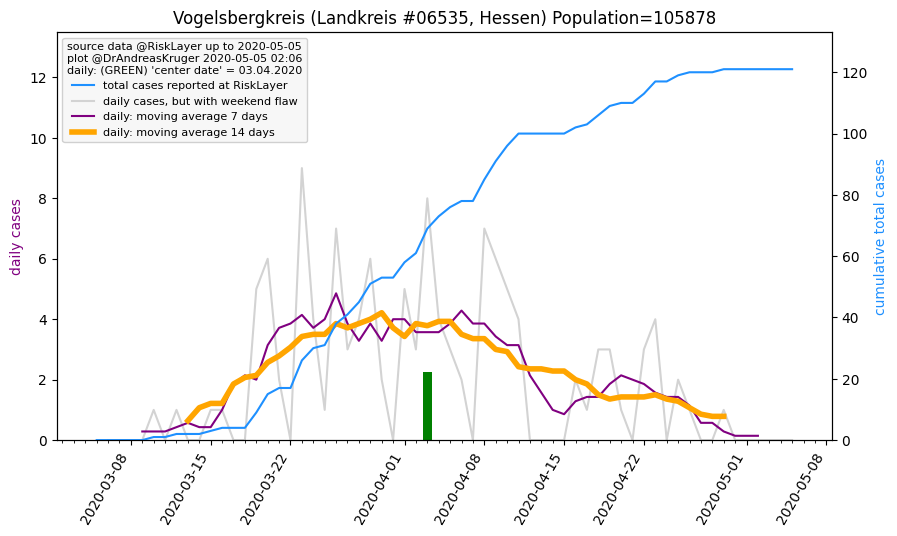 Vogelsbergkreis (Landkreis #06535, Hessen) Population=105878
source data @RiskLayer up to 2020-05-05
plot @DrAndreasKruger 2020-05-05 02:06
daily: (GREEN) 'center date' = 03.04.2020
total cases reported at RiskLayer
daily cases, but with weekend flaw
daily: moving average 7 days
daily: moving average 14 days
daily cases
0
2
4
6
8
10
12
cumulative total cases
0
20
40
60
80
100
120
2020-03-08
2020-03-15
2020-03-22
2020-04-01
2020-04-08
2020-04-15
2020-04-22
2020-05-01
2020-05-08